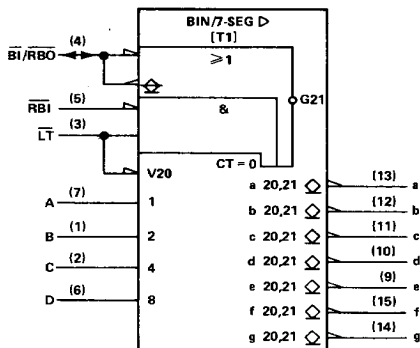 BIN/7-SEG ▷
[T1]
BI/RBO (4) ≥1
G21
RBI (5) &
LT (3)
CT = 0
V20
A (7) 1
B (1) 2
C (2) 4
D (6) 8
a 20,21 (13) a
b 20,21 (12) b
c 20,21 (11) c
d 20,21 (10) d
e 20,21 (9) e
f 20,21 (15) f
g 20,21 (14) g